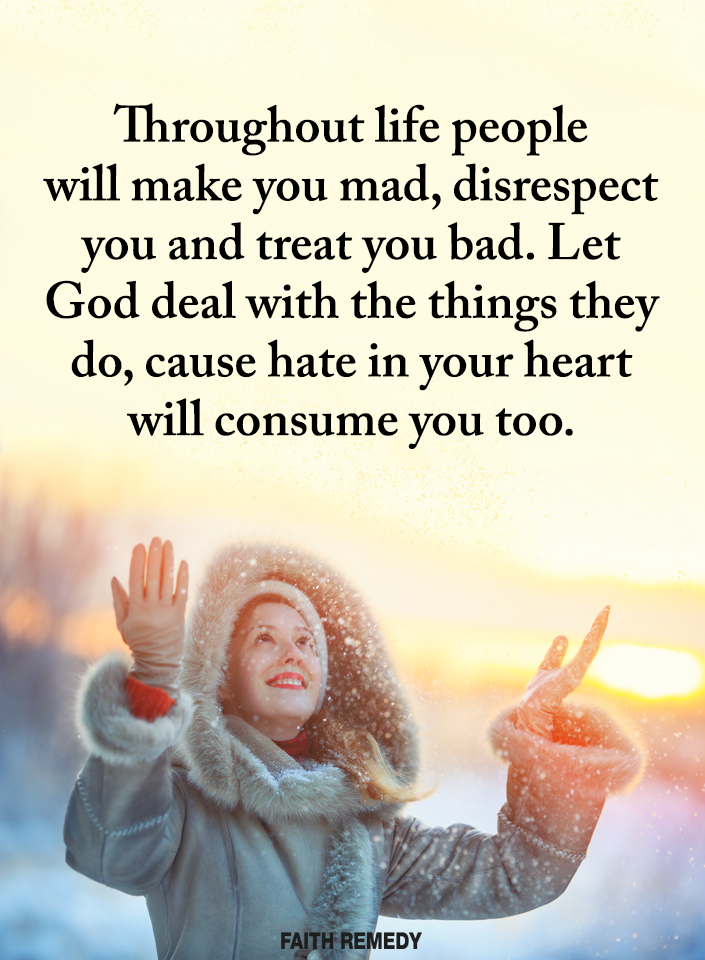 Throughout life people
will make you mad, disrespect
you and treat you bad. Let
God deal with the things they
do, cause hate in your heart
will consume you too.
FAITH REMEDY